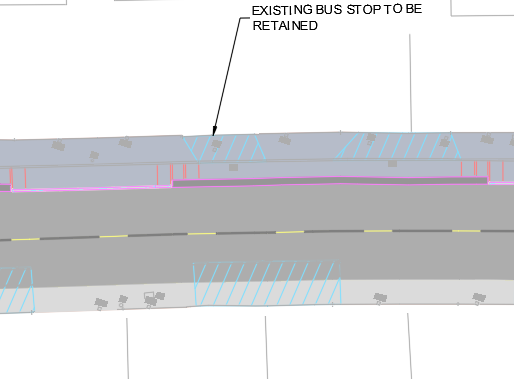 EXISTING BUS STOP TO BE
RETAINED